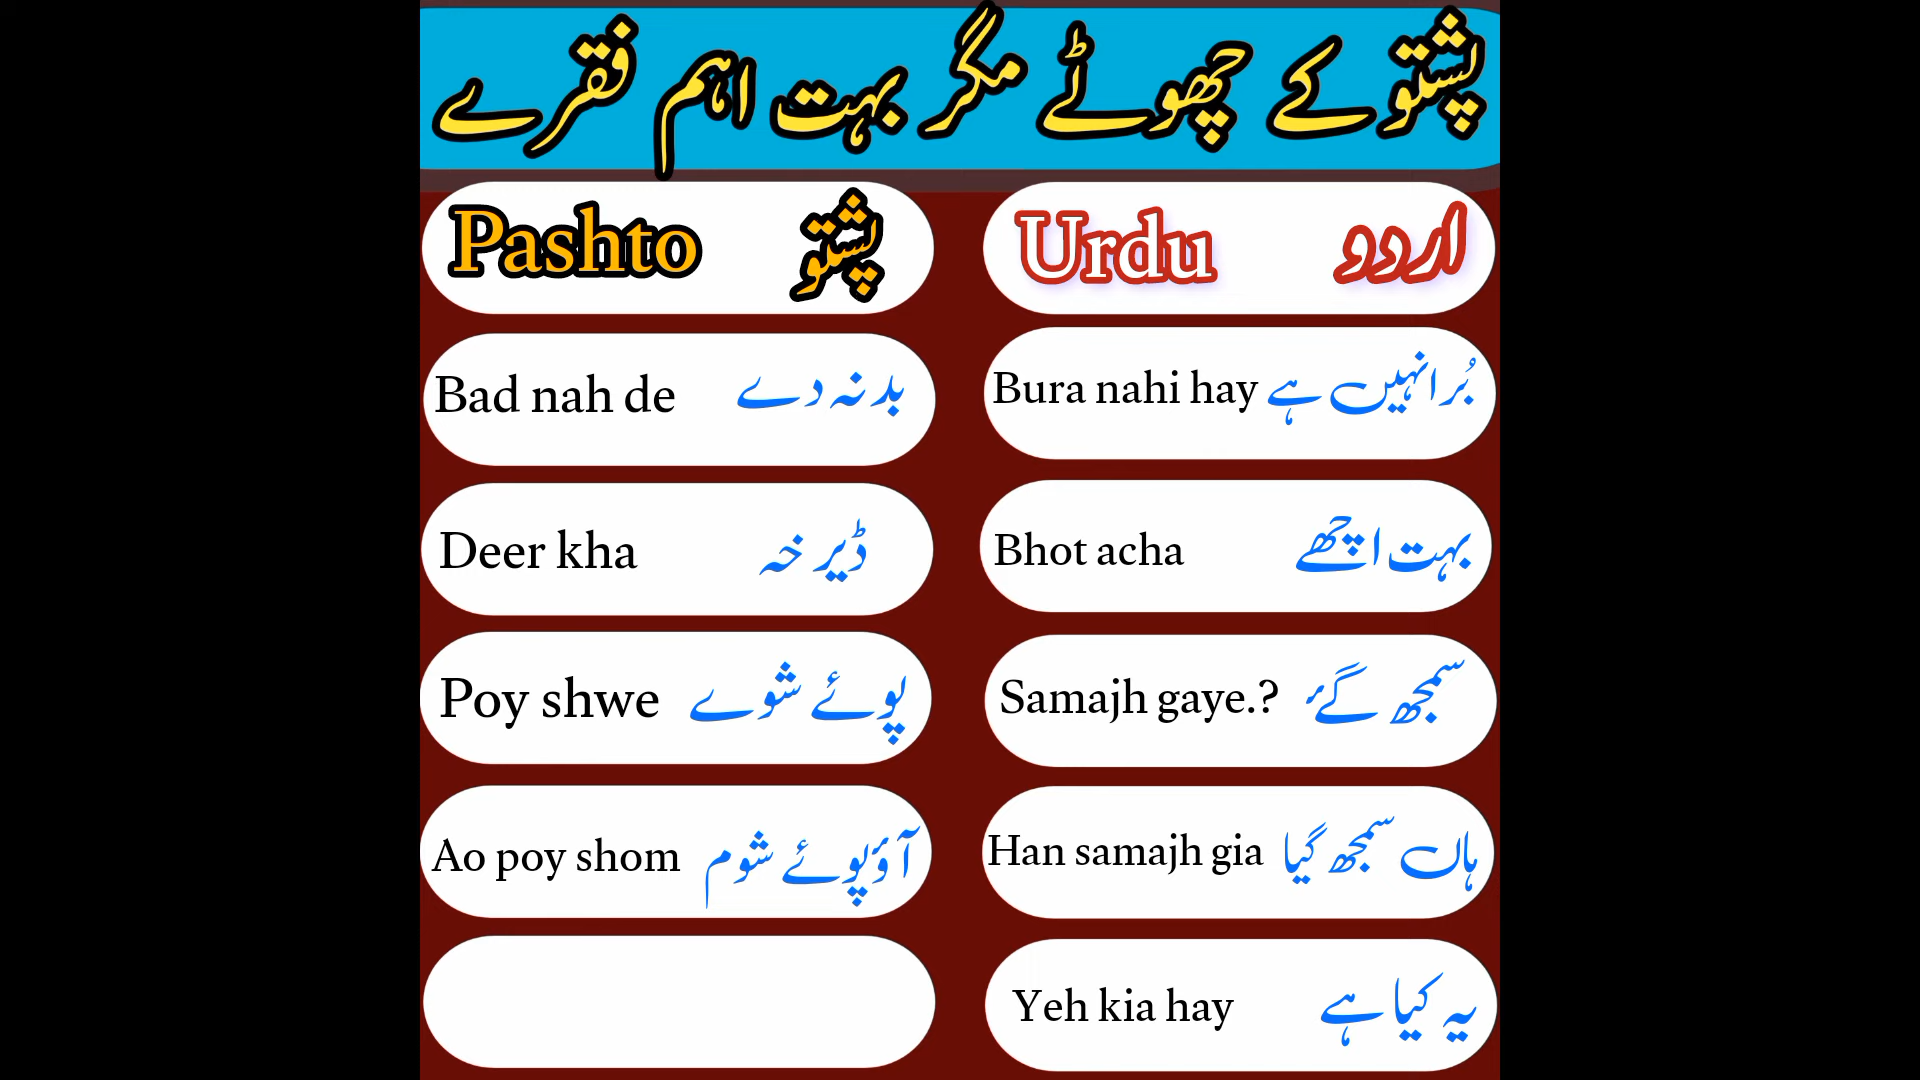 پشتو کے چھوٹے مگر بہت اہم فقرے
Pashto پشتو
Urdu اردو
Bad nah de بد نہ دے
Bura nahi hay بُرا نہیں ہے
Deer kha ڈیر خہ
Bhot acha بہت اچھے
Poy shwe پوئے شوے
Samajh gaye.? سمجھ گئے
Ao poy shom آؤ پوئے شوم
Han samajh gia ہاں سمجھ گیا
Yeh kia hay یہ کیا ہے